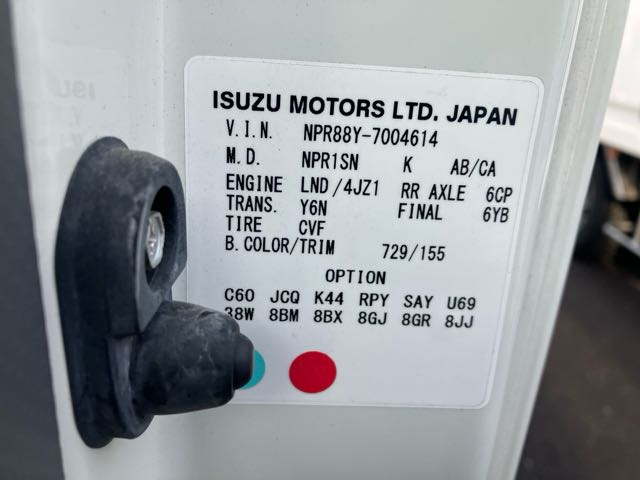 ISUZU MOTORS LTD. JAPAN
V.I.N. NPR88Y-7004614
M.D. NPR1SN K AB/CA
ENGINE LND/4JZ1 RR AXLE 6CP
TRANS. Y6N FINAL 6YB
TIRE CVF
B.COLOR/TRIM 729/155
OPTION
C60 JCQ K44 RPY SAY U69
38W 8BM 8BX 8GJ 8GR 8JJ